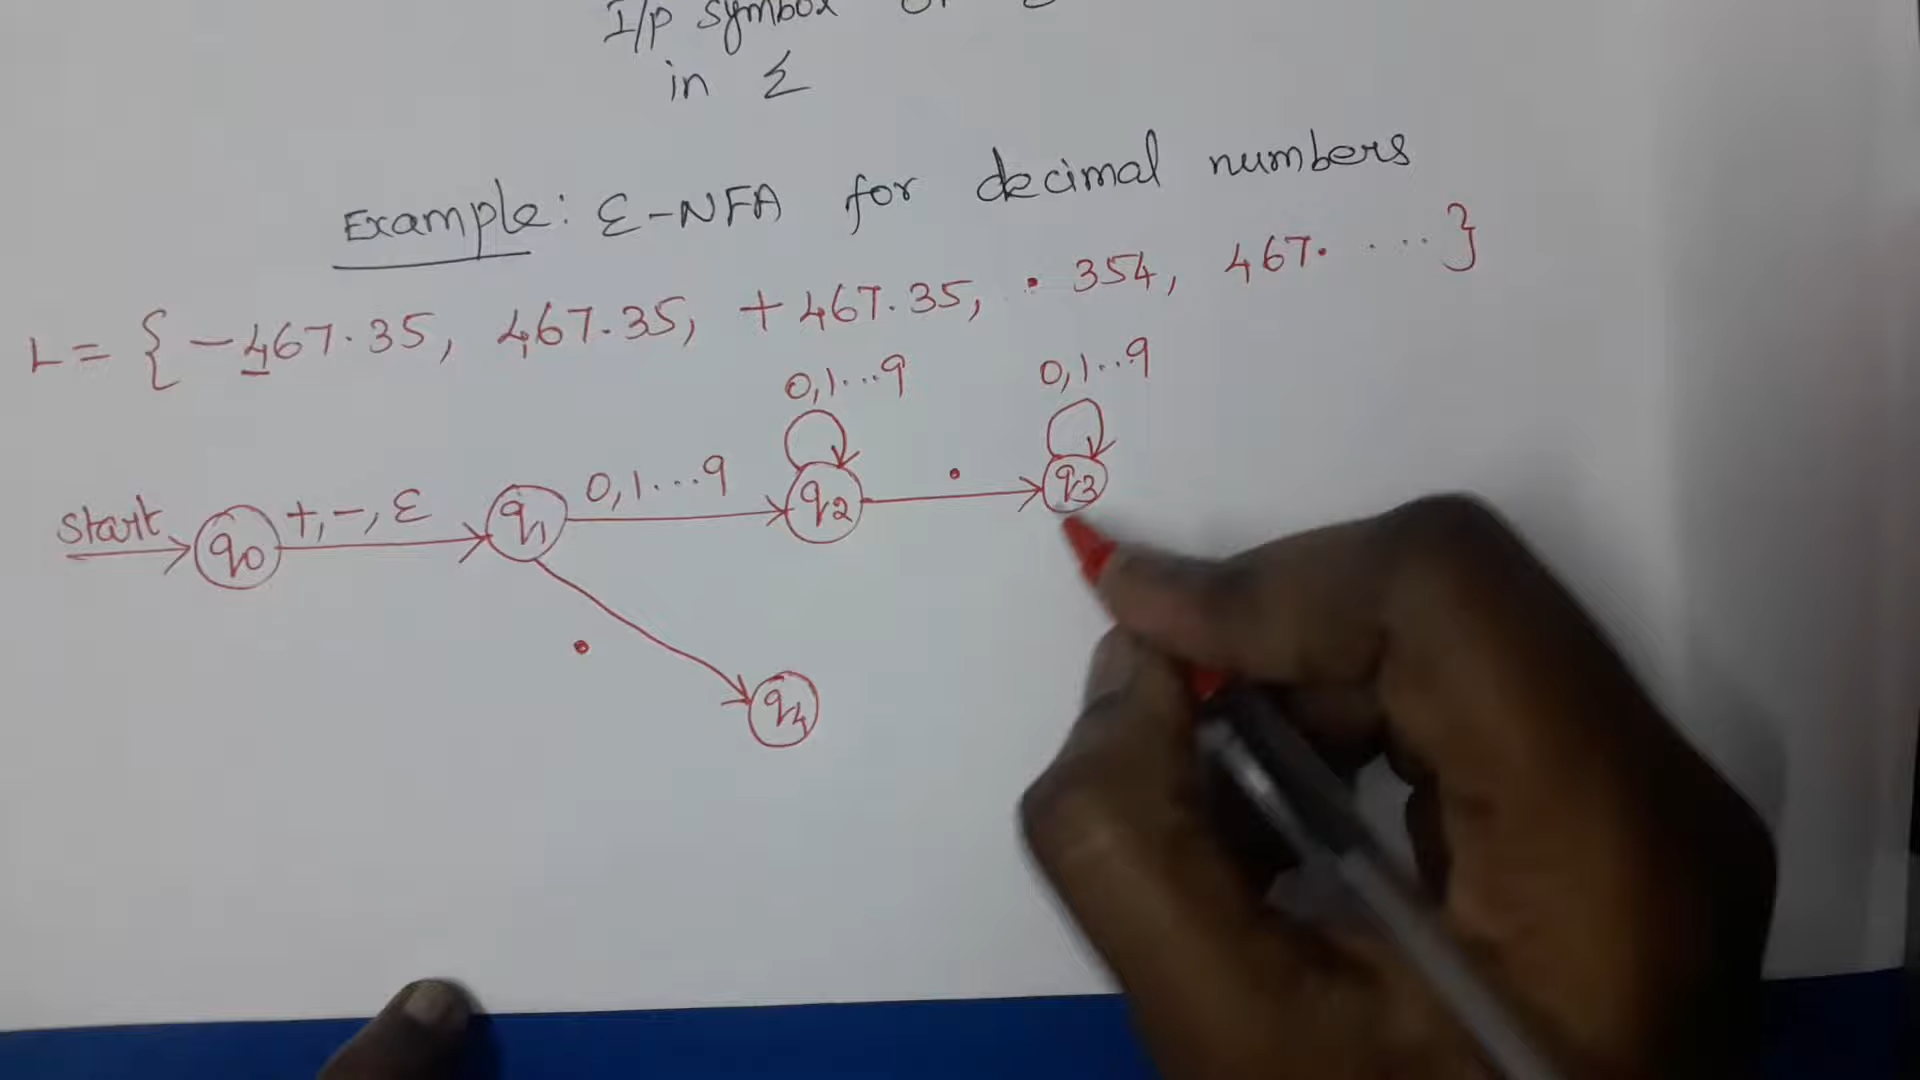 I/p symbol or ε
in Σ
Example: ε-NFA for decimal numbers
L = { -467.35, 467.35, +467.35, .354, 467. .... }
0,1...9 0,1...9
start q0 +,-,ε q1 0,1...9 q2 . q3
.
q4